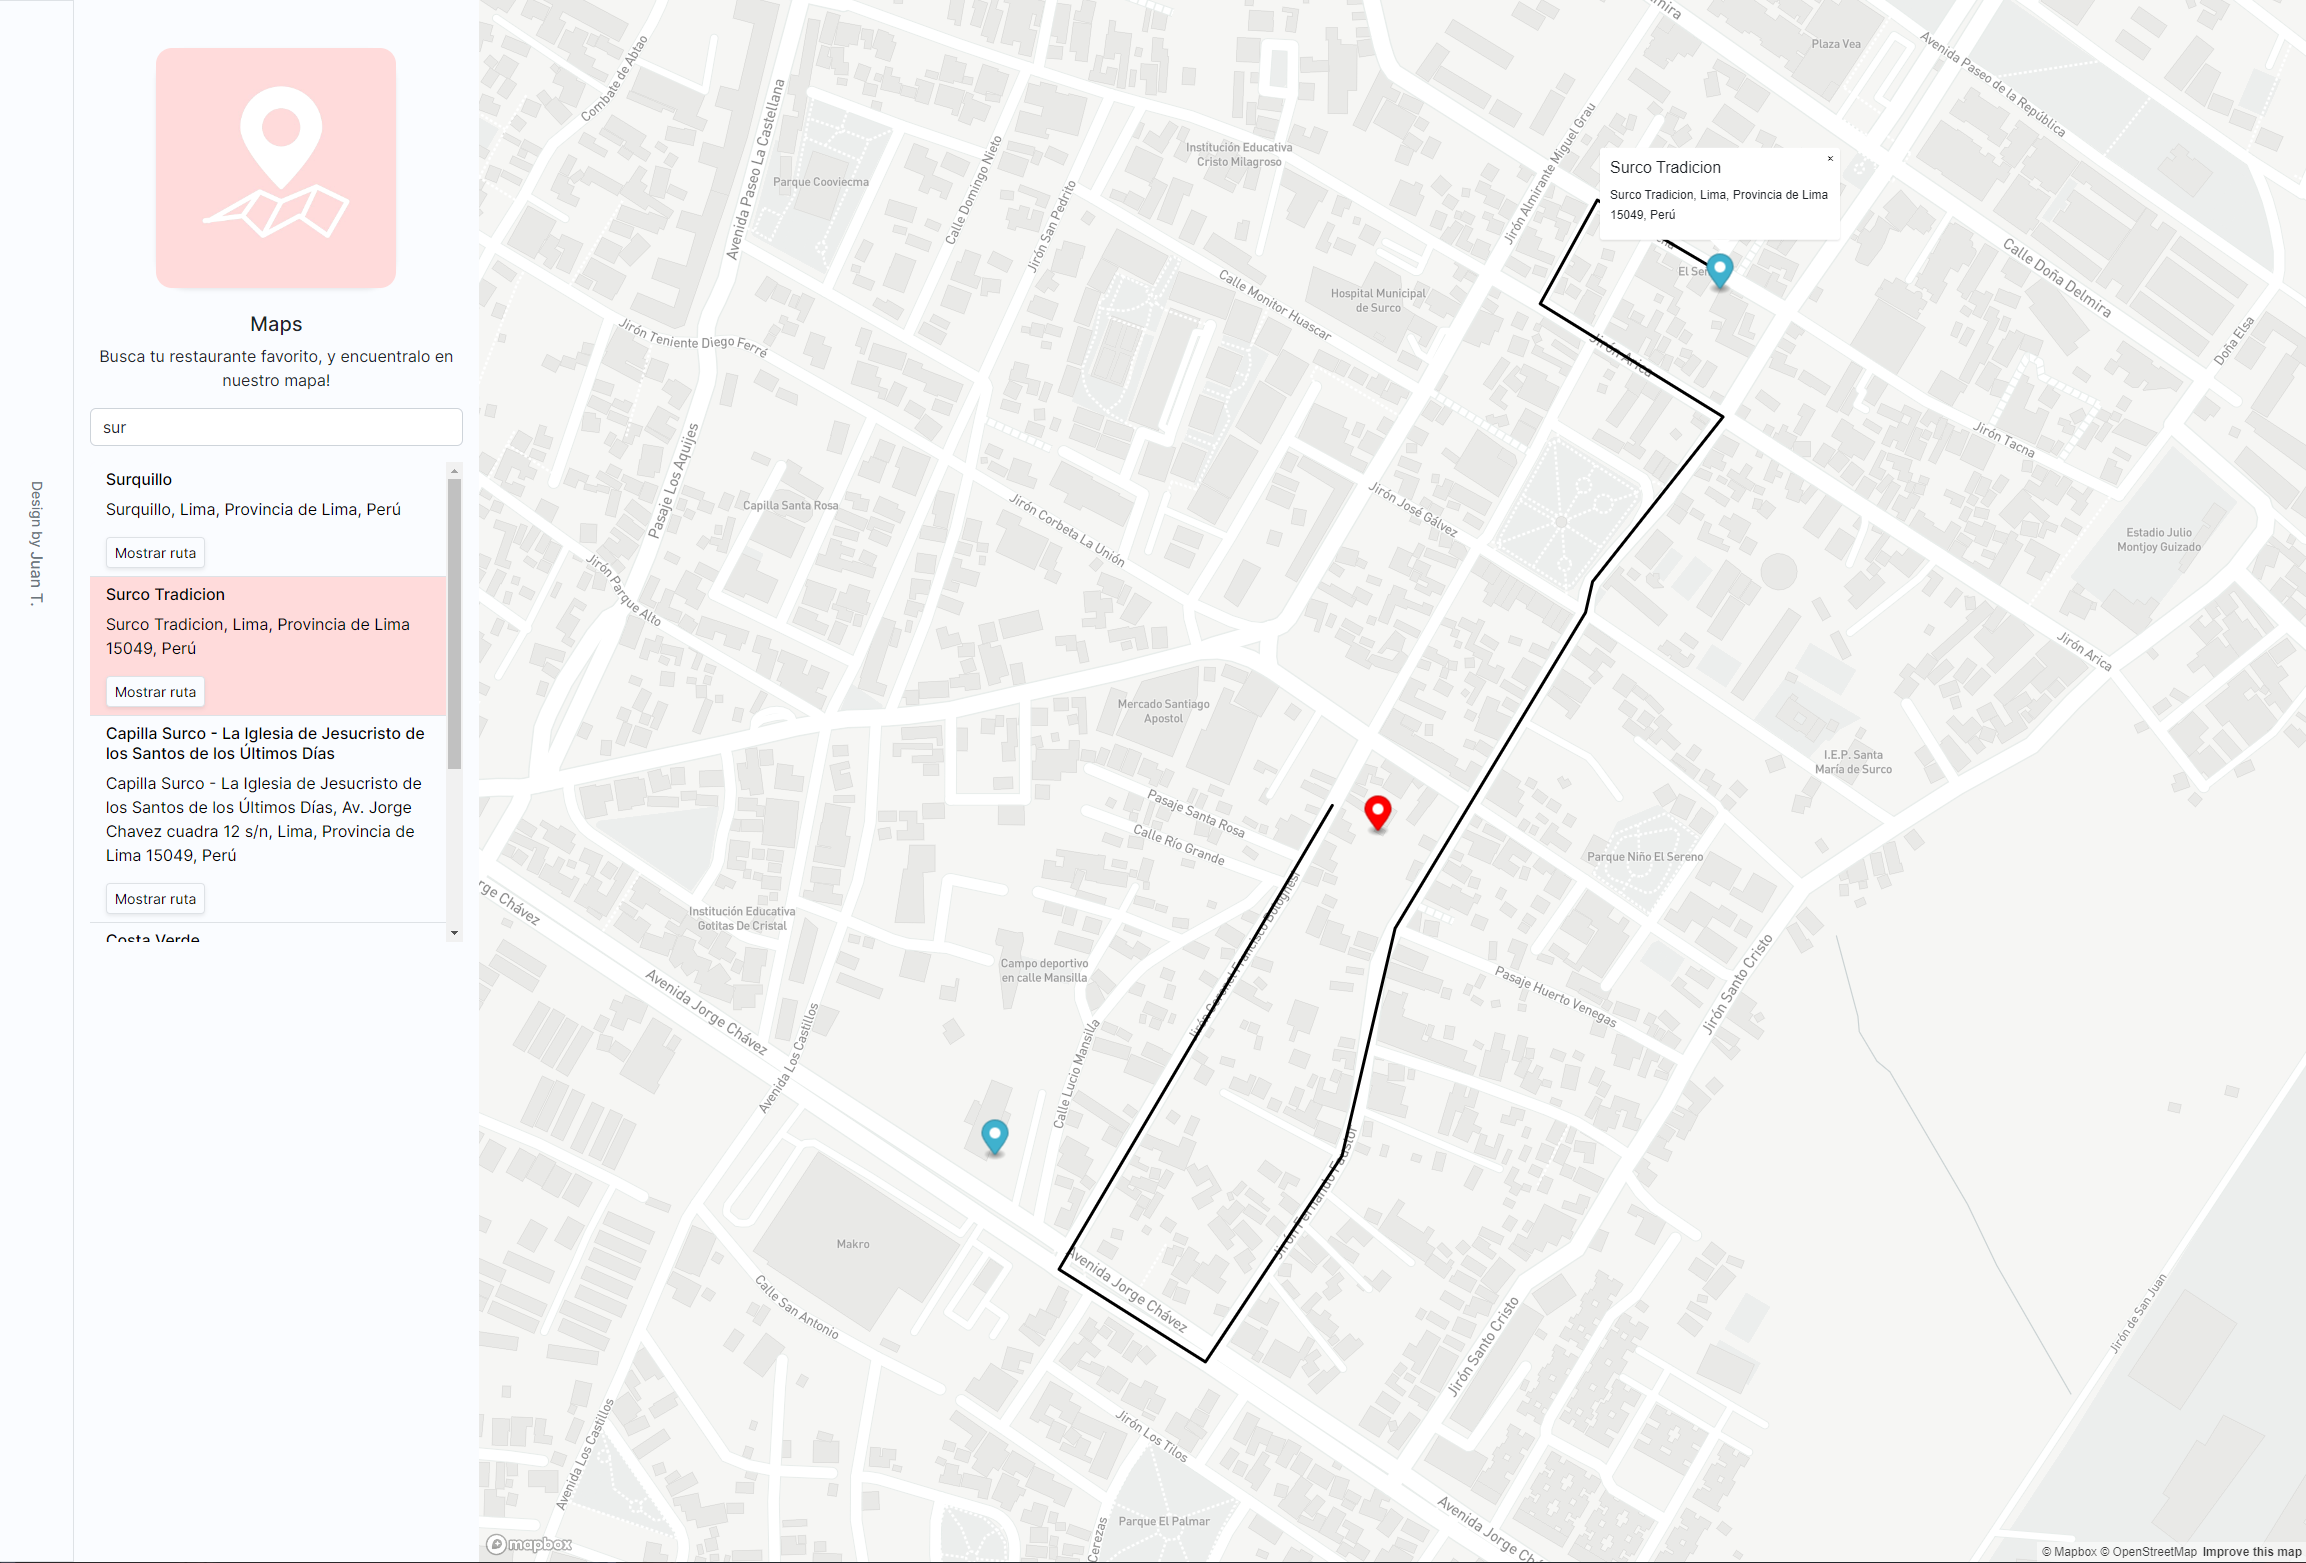 Design by Juan T.
Maps
Busca tu restaurante favorito, y encuentralo en
nuestro mapa!
sur
Surquillo
Surquillo, Lima, Provincia de Lima, Perú
Mostrar ruta
Surco Tradicion
Surco Tradicion, Lima, Provincia de Lima
15049, Perú
Mostrar ruta
Capilla Surco - La Iglesia de Jesucristo de
los Santos de los Últimos Días
Capilla Surco - La Iglesia de Jesucristo de
los Santos de los Últimos Días, Av. Jorge
Chavez cuadra 12 s/n, Lima, Provincia de
Lima 15049, Perú
Mostrar ruta
Costa Verde
Combate de Abtao
Avenida Paseo La Castellana
Parque Cooviecma
Calle Domingo Nieto
Jirón San Pedrito
Institución Educativa
Cristo Milagroso
Jirón Almirante Miguel Grau
Plaza Vea
Avenida Paseo de la República
Surco Tradicion
×
Surco Tradicion, Lima, Provincia de Lima
15049, Perú
Calle Monitor Huascar
Hospital Municipal
de Surco
Calle Doña Delmira
Doña Elsa
Jirón Teniente Diego Ferré
Jirón Arica
Pasaje Los Aquijes
Capilla Santa Rosa
Jirón Corbeta La Unión
Jirón José Gálvez
Jirón Tacna
Estadio Julio
Montjoy Guizado
Jirón Parque Alto
Jirón Arica
Mercado Santiago
Apostol
I.E.P. Santa
María de Surco
Pasaje Santa Rosa
Calle Río Grande
Parque Niño El Sereno
Jirón Coronel Francisco Bolognesi
rge Chávez
Institución Educativa
Gotitas De Cristal
Campo deportivo
en calle Mansilla
Pasaje Huerto Venegas
Jirón Santo Cristo
Avenida Jorge Chávez
Avenida Los Castillos
Calle Lucio Mansilla
Makro
Calle San Antonio
Avenida Jorge Chávez
Jirón Santo Cristo
Jirón de San Juan
Avenida Los Castillos
Jirón Los Tilos
Parque El Palmar
Cerezas
Avenida Jorge Cháv
mapbox
© Mapbox © OpenStreetMap Improve this map